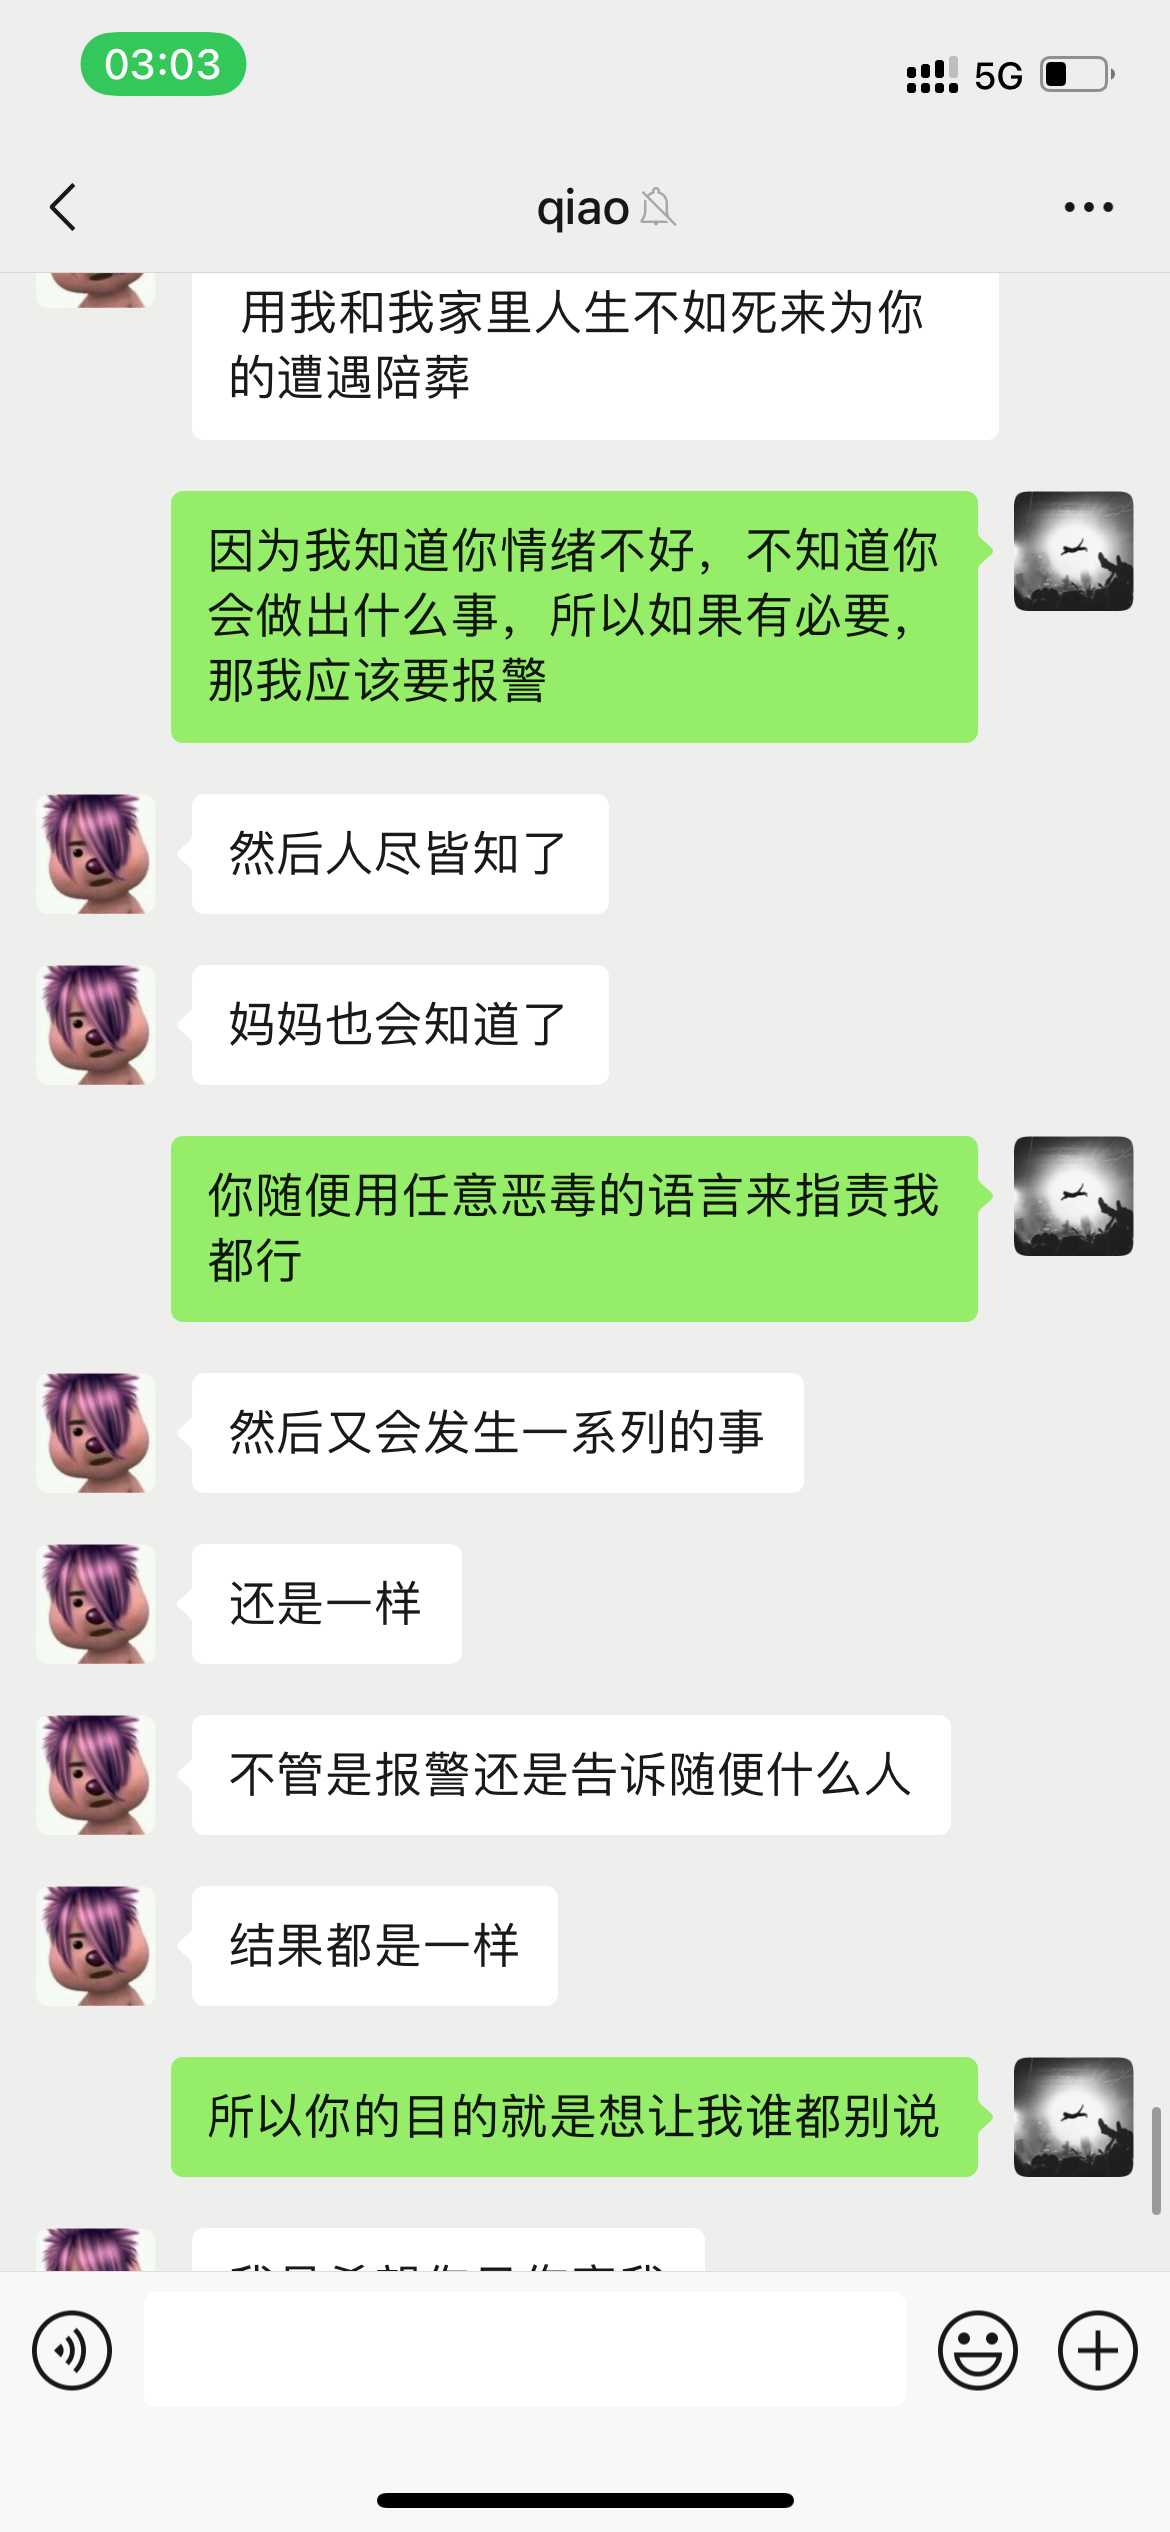 03:03
5G
qiao
用我和我家里人生不如死来为你
的遭遇陪葬
因为我知道你情绪不好，不知道你
会做出什么事，所以如果有必要，
那我应该要报警
然后人尽皆知了
妈妈也会知道了
你随便用任意恶毒的语言来指责我
都行
然后又会发生一系列的事
还是一样
不管是报警还是告诉随便什么人
结果都是一样
所以你的目的就是想让我谁都别说